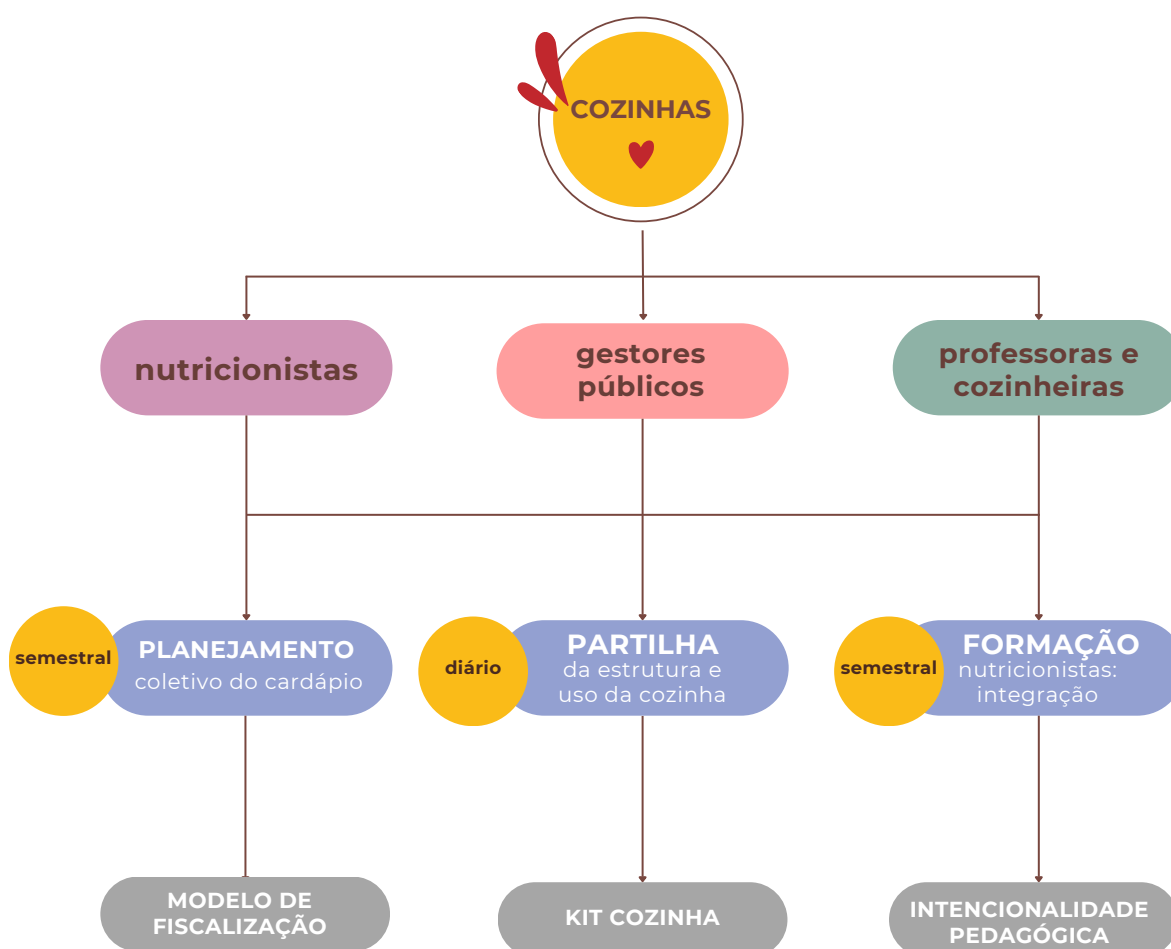 COZINHAS
nutricionistas
gestores
públicos
professoras e
cozinheiras
semestral
PLANEJAMENTO
coletivo do cardápio
diário
PARTILHA
da estrutura e
uso da cozinha
semestral
FORMAÇÃO
nutricionistas:
integração
MODELO DE
FISCALIZAÇÃO
KIT COZINHA
INTENCIONALIDADE
PEDAGÓGICA